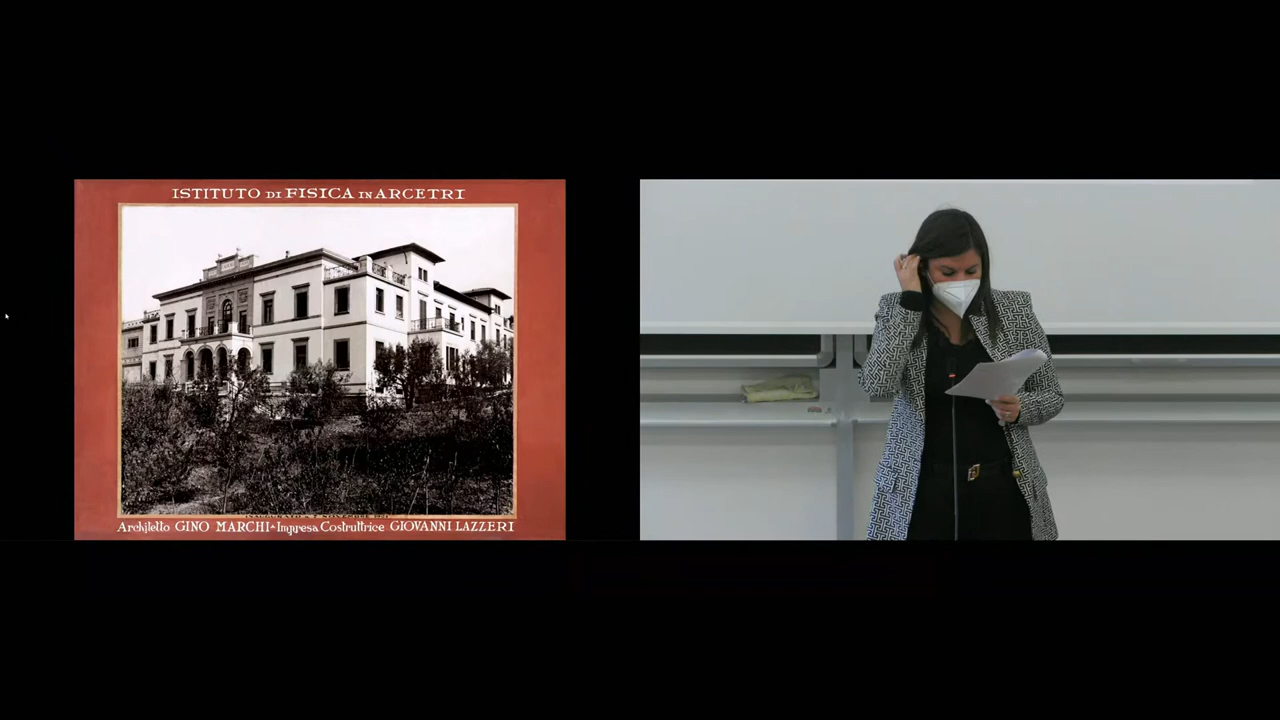 ISTITUTO DI FISICA IN ARCETRI
Architetto GINO MARCHI - Impresa Costruttrice GIOVANNI LAZZERI